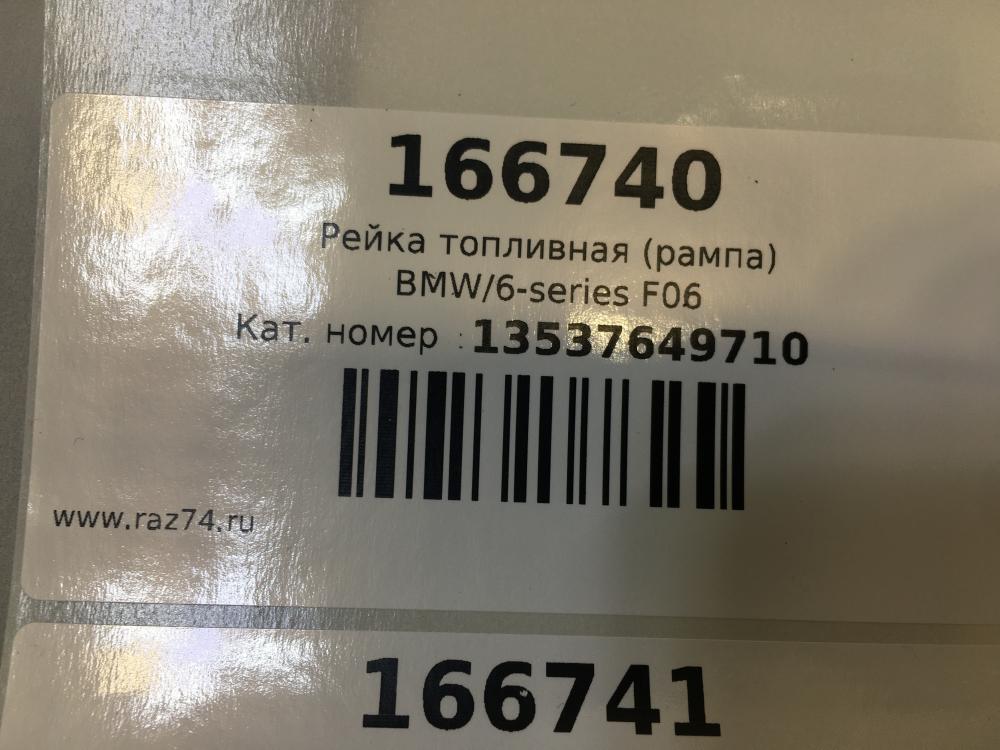 166740
Рейка топливная (рампа)
BMW/6-series F06
Кат. номер : 13537649710
www.raz74.ru
166741